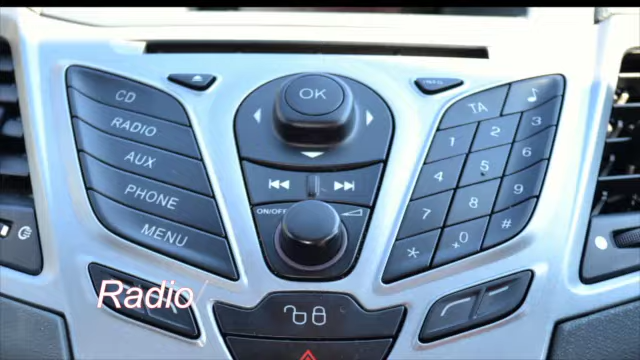 CD
RADIO
AUX
PHONE
MENU
OK
INFO
TA
1 2 3
4 5 6
7 8 9
* +0 #
ON/OFF
Radio